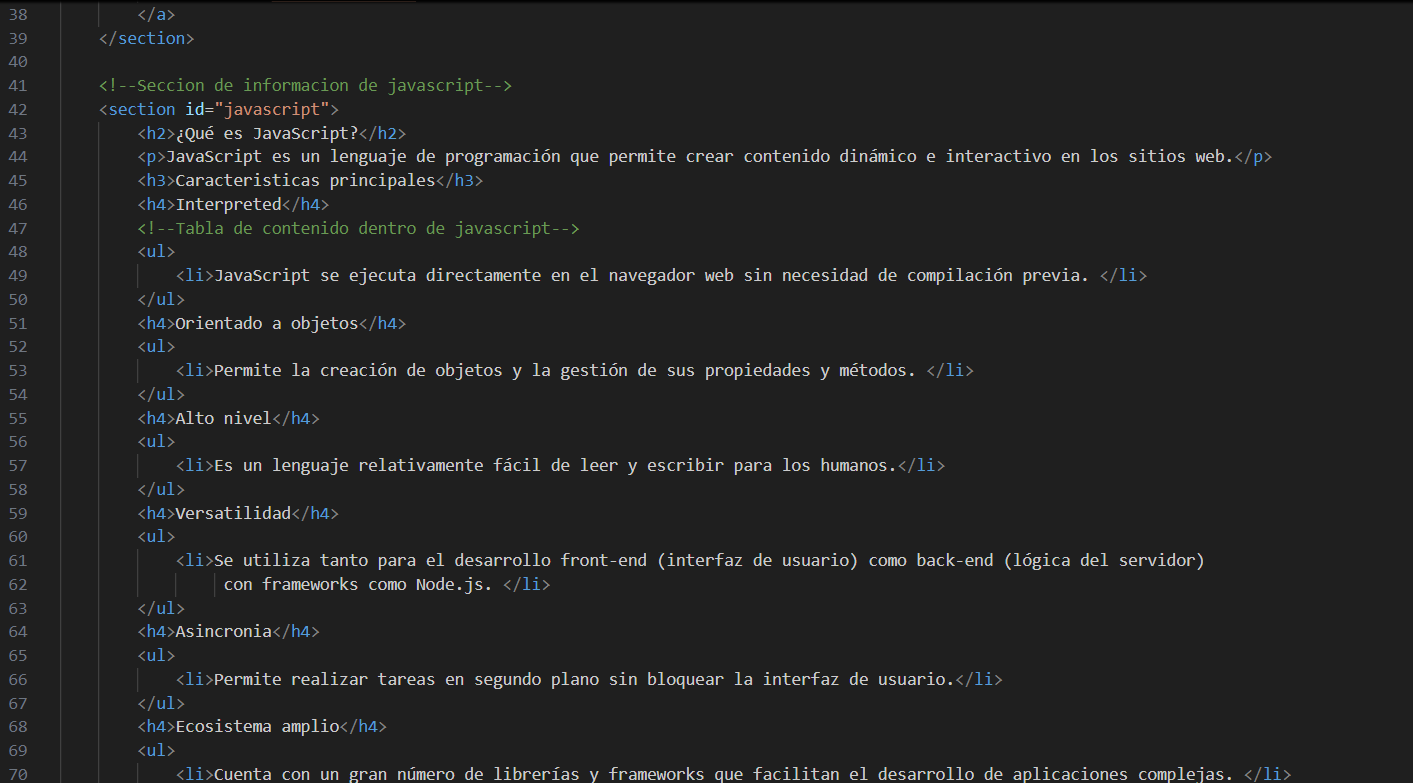 38 </a>
39 </section>
40
41 <!--Seccion de informacion de javascript-->
42 <section id="javascript">
43 <h2>¿Qué es JavaScript?</h2>
44 <p>JavaScript es un lenguaje de programación que permite crear contenido dinámico e interactivo en los sitios web.</p>
45 <h3>Caracteristicas principales</h3>
46 <h4>Interpreted</h4>
47 <!--Tabla de contenido dentro de javascript-->
48 <ul>
49 <li>JavaScript se ejecuta directamente en el navegador web sin necesidad de compilación previa. </li>
50 </ul>
51 <h4>Orientado a objetos</h4>
52 <ul>
53 <li>Permite la creación de objetos y la gestión de sus propiedades y métodos. </li>
54 </ul>
55 <h4>Alto nivel</h4>
56 <ul>
57 <li>Es un lenguaje relativamente fácil de leer y escribir para los humanos.</li>
58 </ul>
59 <h4>Versatilidad</h4>
60 <ul>
61 <li>Se utiliza tanto para el desarrollo front-end (interfaz de usuario) como back-end (lógica del servidor)
62 con frameworks como Node.js. </li>
63 </ul>
64 <h4>Asincronia</h4>
65 <ul>
66 <li>Permite realizar tareas en segundo plano sin bloquear la interfaz de usuario.</li>
67 </ul>
68 <h4>Ecosistema amplio</h4>
69 <ul>
70 <li>Cuenta con un gran número de librerías y frameworks que facilitan el desarrollo de aplicaciones complejas. </li>